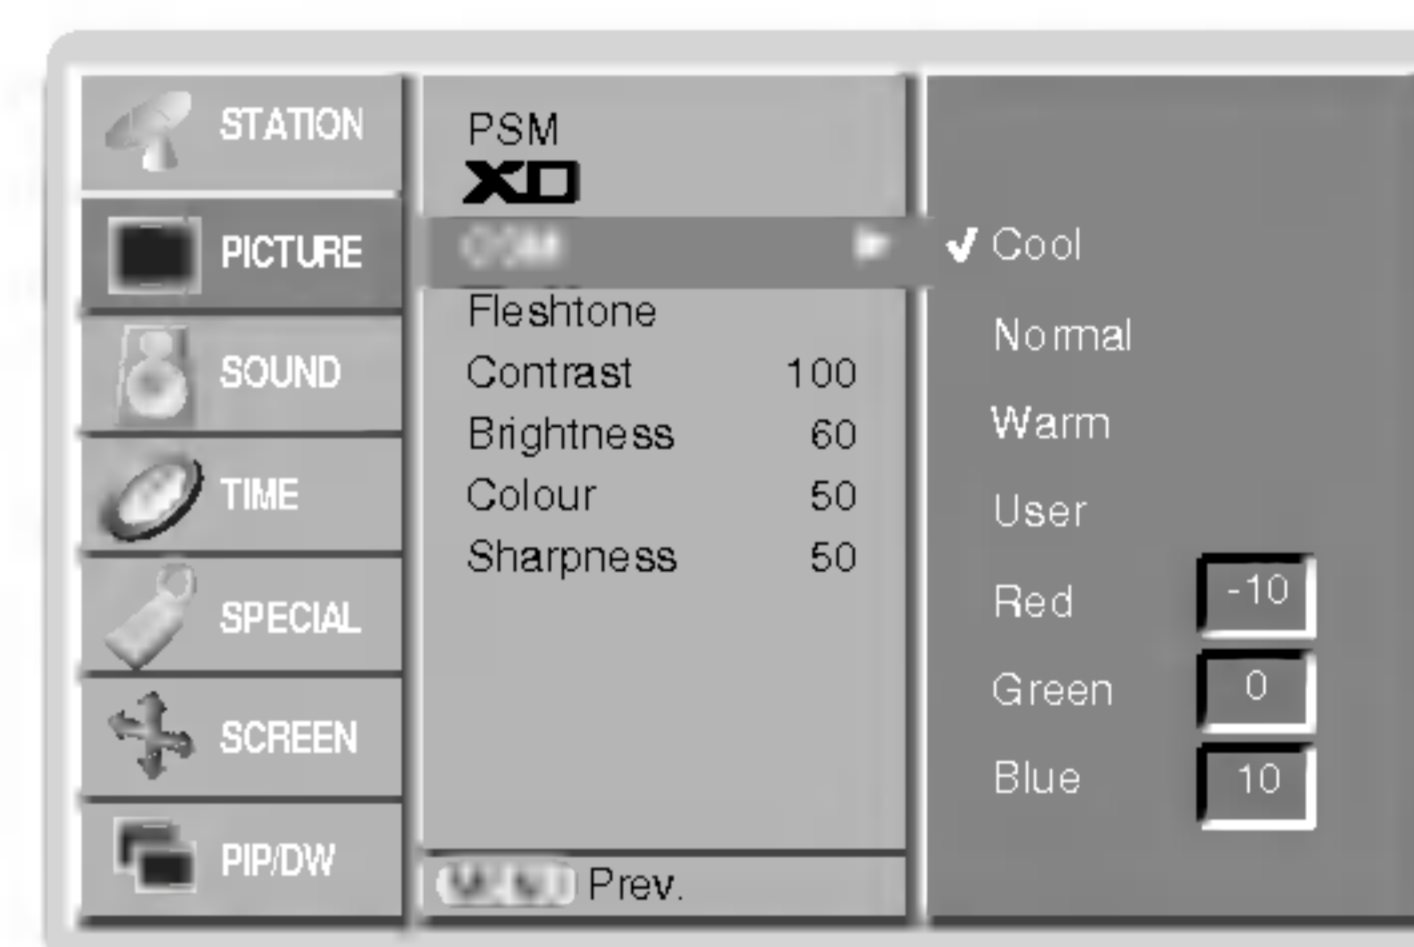 STATION
PICTURE
SOUND
TIME
SPECIAL
SCREEN
PIP/DW
PSM
XD
Fleshtone
Contrast 100
Brightness 60
Colour 50
Sharpness 50
Prev.
✓ Cool
Normal
Warm
User
Red -10
Green 0
Blue 10